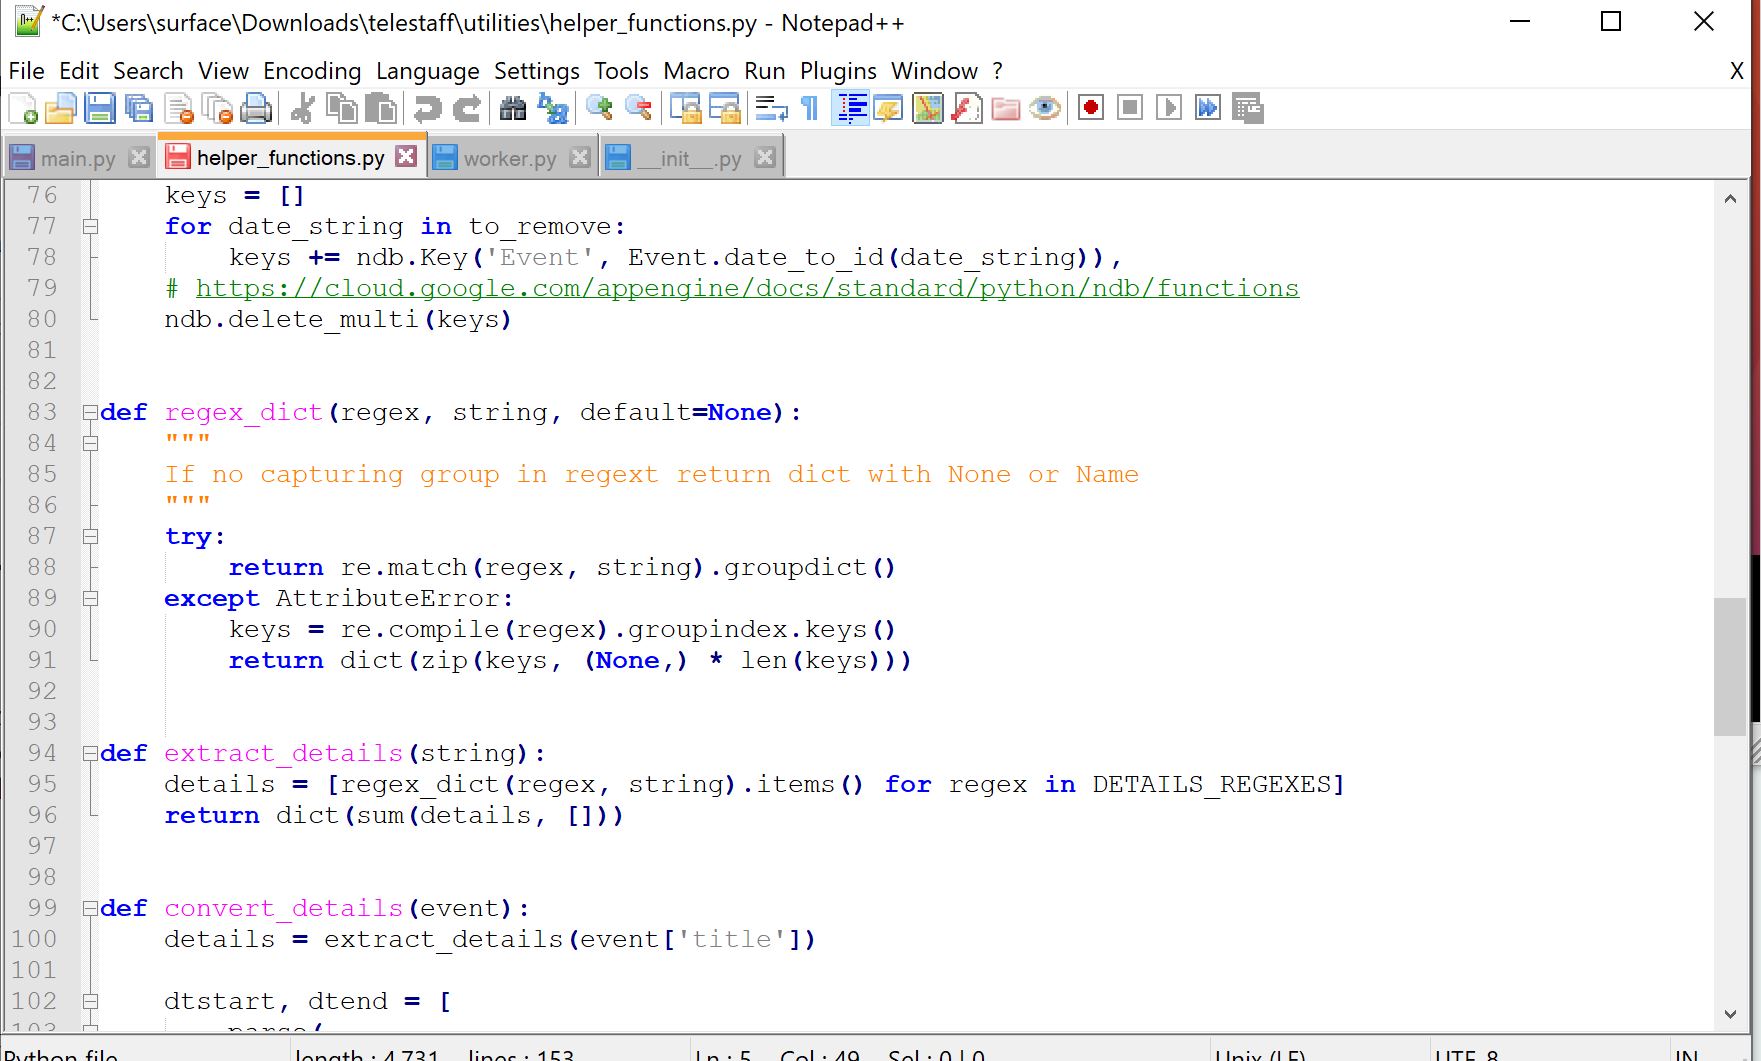 *C:\Users\surface\Downloads\telestaff\utilities\helper_functions.py - Notepad++
File Edit Search View Encoding Language Settings Tools Macro Run Plugins Window ? X
main.py helper_functions.py worker.py __init__.py
76 keys = []
77 for date_string in to_remove:
78 keys += ndb.Key('Event', Event.date_to_id(date_string)),
79 # https://cloud.google.com/appengine/docs/standard/python/ndb/functions
80 ndb.delete_multi(keys)
81
82
83 def regex_dict(regex, string, default=None):
84 """
85 If no capturing group in regext return dict with None or Name
86 """
87 try:
88 return re.match(regex, string).groupdict()
89 except AttributeError:
90 keys = re.compile(regex).groupindex.keys()
91 return dict(zip(keys, (None,) * len(keys)))
92
93
94 def extract_details(string):
95 details = [regex_dict(regex, string).items() for regex in DETAILS_REGEXES]
96 return dict(sum(details, []))
97
98
99 def convert_details(event):
100 details = extract_details(event['title'])
101
102 dtstart, dtend = [
103 parse(
Python file length : 4,731 lines : 153 Ln : 5 Col : 49 Sel : 0 | 0 Unix (LF) UTF-8 IN